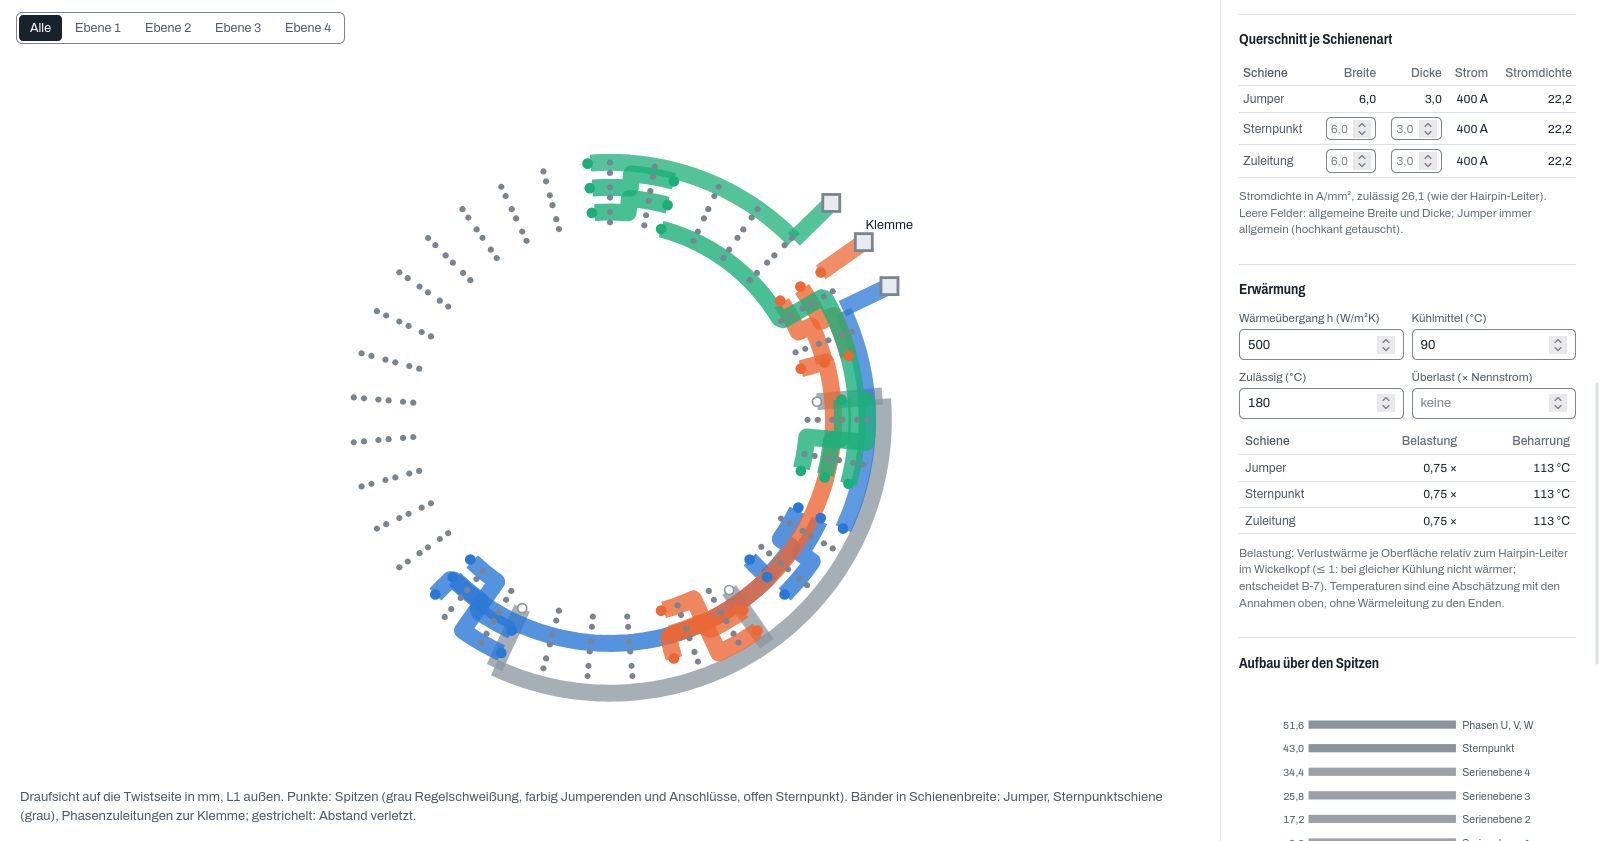 Alle Ebene 1 Ebene 2 Ebene 3 Ebene 4
Klemme
Draufsicht auf die Twistseite in mm, L1 außen. Punkte: Spitzen (grau Regelschweißung, farbig Jumperenden und Anschlüsse, offen Sternpunkt). Bänder in Schienenbreite: Jumper, Sternpunktschiene
(grau), Phasenzuleitungen zur Klemme; gestrichelt: Abstand verletzt.
Querschnitt je Schienenart
Schiene Breite Dicke Strom Stromdichte
Jumper 6,0 3,0 400 A 22,2
Sternpunkt 6,0 3,0 400 A 22,2
Zuleitung 6,0 3,0 400 A 22,2
Stromdichte in A/mm², zulässig 26,1 (wie der Hairpin-Leiter).
Leere Felder: allgemeine Breite und Dicke; Jumper immer
allgemein (hochkant getauscht).
Erwärmung
Wärmeübergang h (W/m²K) Kühlmittel (°C)
500 90
Zulässig (°C) Überlast (× Nennstrom)
180 keine
Schiene Belastung Beharrung
Jumper 0,75 × 113 °C
Sternpunkt 0,75 × 113 °C
Zuleitung 0,75 × 113 °C
Belastung: Verlustwärme je Oberfläche relativ zum Hairpin-Leiter
im Wickelkopf (≤ 1: bei gleicher Kühlung nicht wärmer;
entscheidet B-7). Temperaturen sind eine Abschätzung mit den
Annahmen oben, ohne Wärmeleitung zu den Enden.
Aufbau über den Spitzen
51,6 Phasen U, V, W
43,0 Sternpunkt
34,4 Serienebene 4
25,8 Serienebene 3
17,2 Serienebene 2